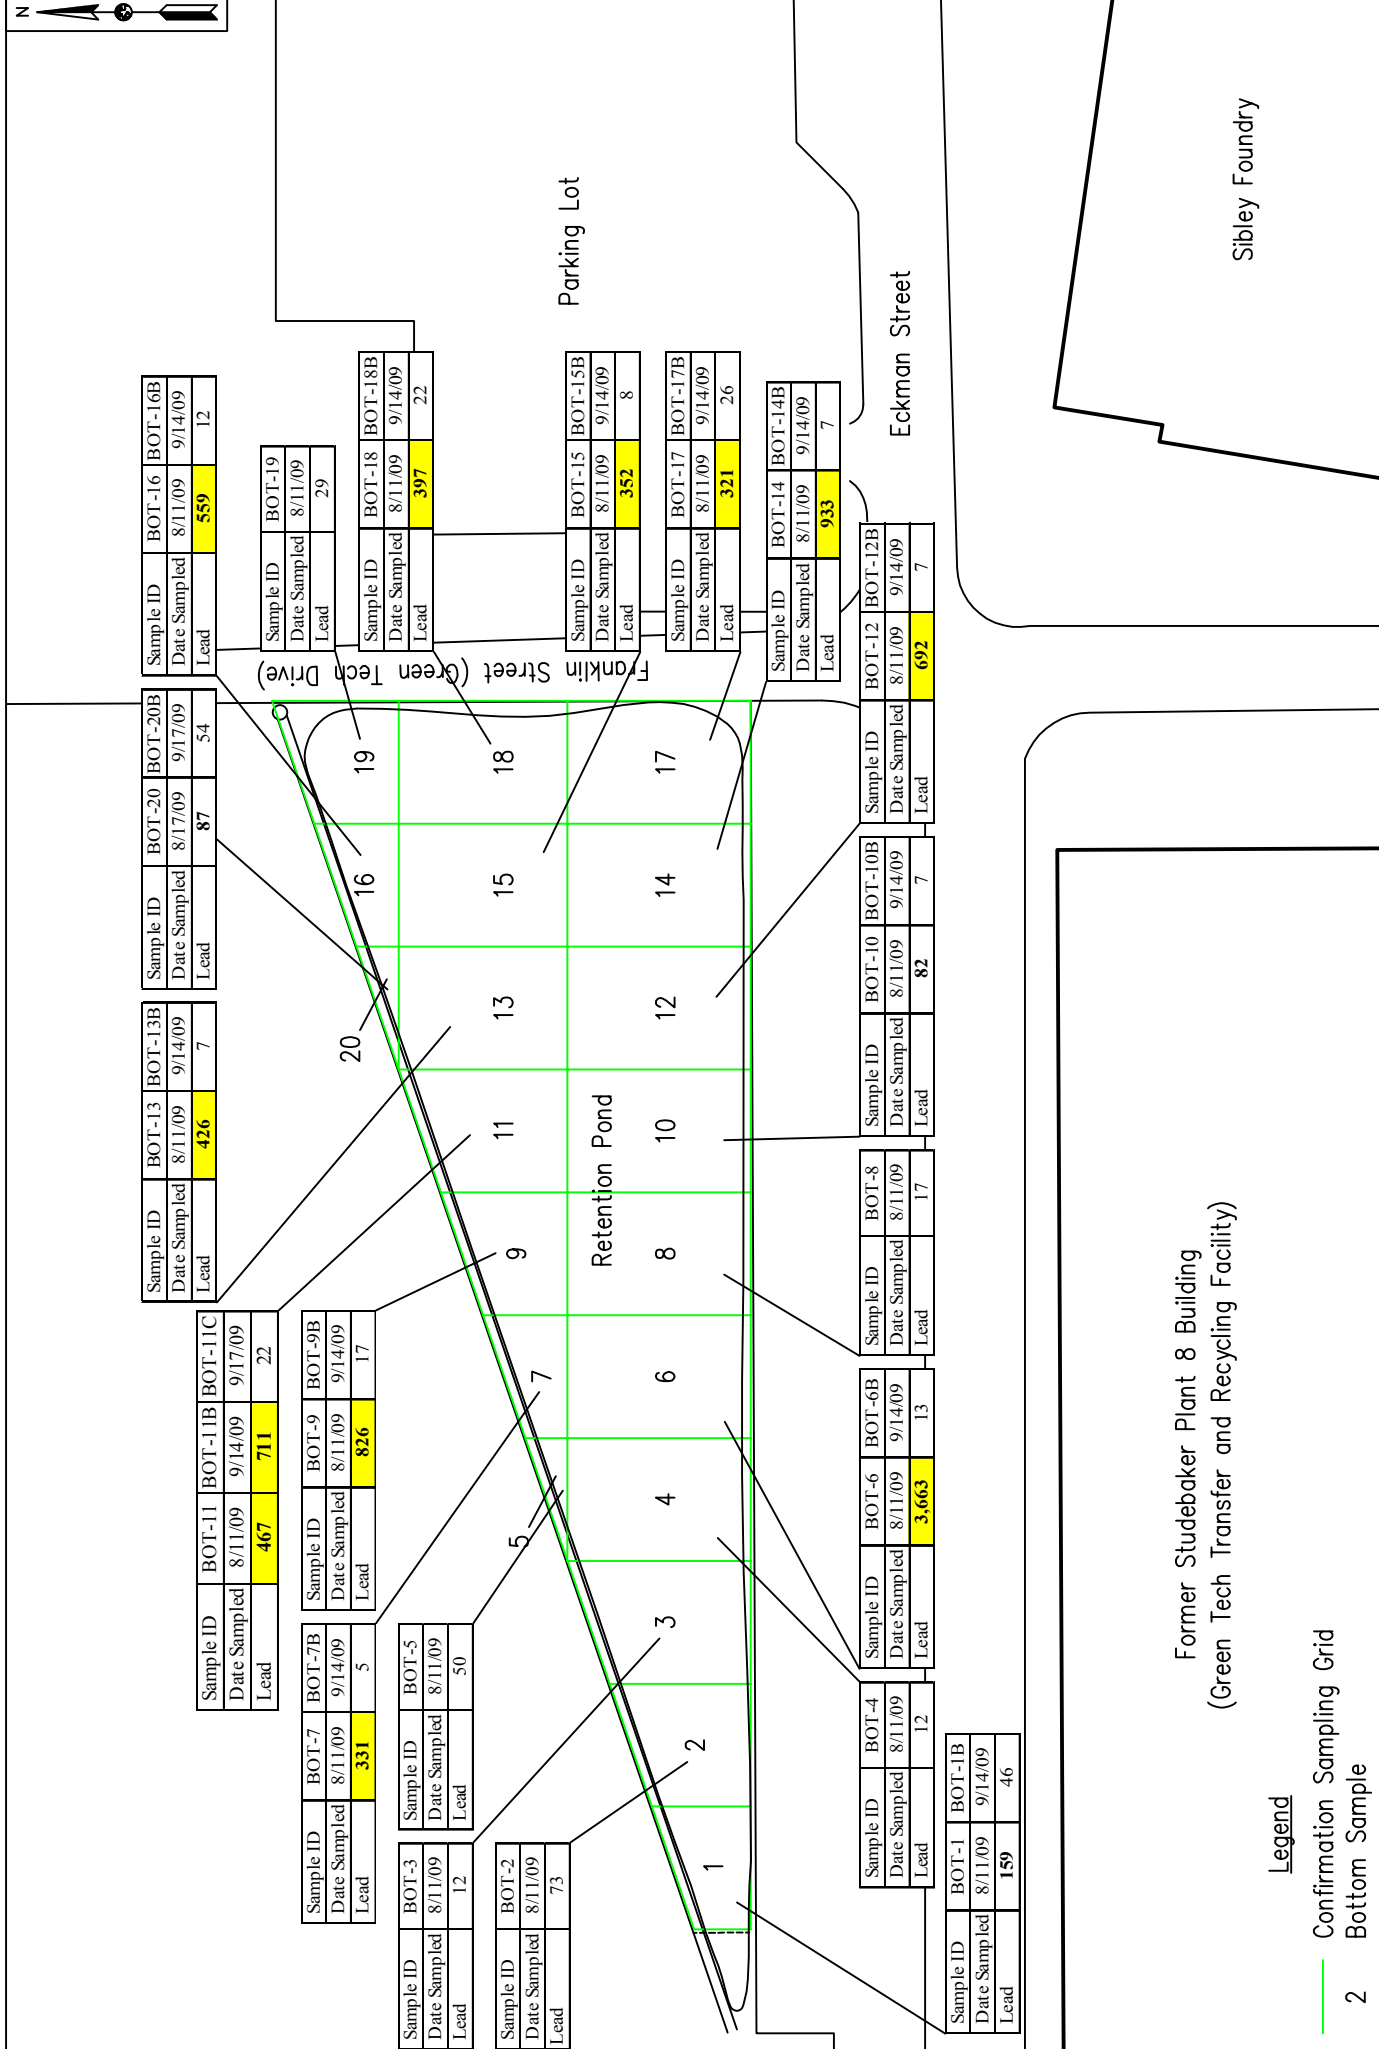 N
Sample ID BOT-13 BOT-13B
Date Sampled 8/11/09 9/14/09
Lead 426 7
Sample ID BOT-20 BOT-20B
Date Sampled 8/17/09 9/17/09
Lead 87 54
Sample ID BOT-16 BOT-16B
Date Sampled 8/11/09 9/14/09
Lead 559 12
Sample ID BOT-11 BOT-11B BOT-11C
Date Sampled 8/11/09 9/14/09 9/17/09
Lead 467 711 22
Sample ID BOT-19
Date Sampled 8/11/09
Lead 29
Sample ID BOT-7 BOT-7B
Date Sampled 8/11/09 9/14/09
Lead 331 5
Sample ID BOT-9 BOT-9B
Date Sampled 8/11/09 9/14/09
Lead 826 17
Sample ID BOT-18 BOT-18B
Date Sampled 8/11/09 9/14/09
Lead 397 22
Sample ID BOT-3
Date Sampled 8/11/09
Lead 12
Sample ID BOT-5
Date Sampled 8/11/09
Lead 50
Sample ID BOT-2
Date Sampled 8/11/09
Lead 73
Sample ID BOT-15 BOT-15B
Date Sampled 8/11/09 9/14/09
Lead 352 8
Sample ID BOT-17 BOT-17B
Date Sampled 8/11/09 9/14/09
Lead 321 26
Sample ID BOT-14 BOT-14B
Date Sampled 8/11/09 9/14/09
Lead 933 7
Franklin Street (Green Tech Drive)
Parking Lot
20
16
19
5
7
9
11
13
15
18
Retention Pond
1
2
3
4
6
8
10
12
14
17
Sample ID BOT-4
Date Sampled 8/11/09
Lead 12
Sample ID BOT-6 BOT-6B
Date Sampled 8/11/09 9/14/09
Lead 3,663 13
Sample ID BOT-8
Date Sampled 8/11/09
Lead 17
Sample ID BOT-10 BOT-10B
Date Sampled 8/11/09 9/14/09
Lead 82 7
Sample ID BOT-12 BOT-12B
Date Sampled 8/11/09 9/14/09
Lead 692 7
Eckman Street
Sample ID BOT-1 BOT-1B
Date Sampled 8/11/09 9/14/09
Lead 159 46
Former Studebaker Plant 8 Building
(Green Tech Transfer and Recycling Facility)
Sibley Foundry
Legend
Confirmation Sampling Grid
2 Bottom Sample